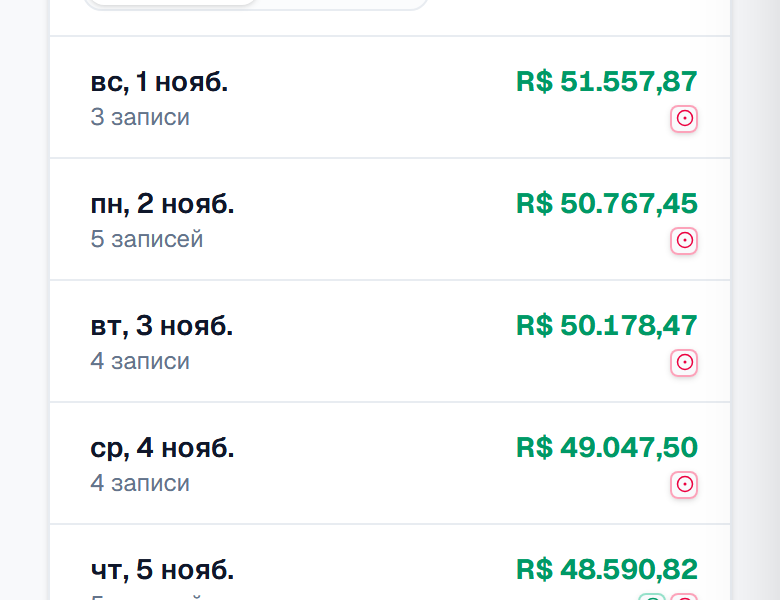 вс, 1 нояб.
R$ 51.557,87
3 записи
пн, 2 нояб.
R$ 50.767,45
5 записей
вт, 3 нояб.
R$ 50.178,47
4 записи
ср, 4 нояб.
R$ 49.047,50
4 записи
чт, 5 нояб.
R$ 48.590,82